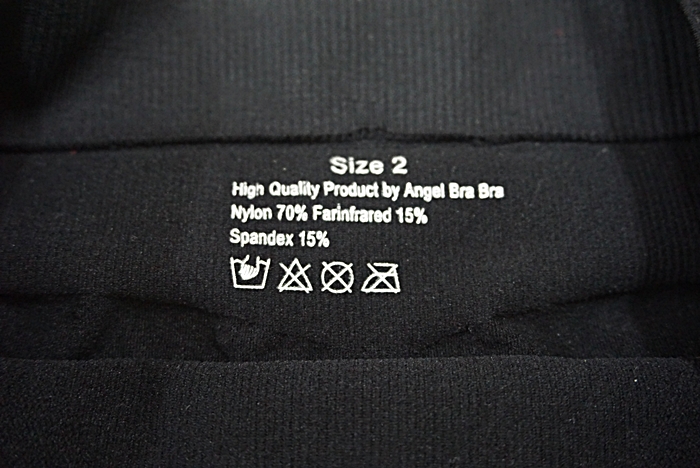 Size 2
High Quality Product by Angel Bra Bra
Nylon 70% Farinfrared 15%
Spandex 15%